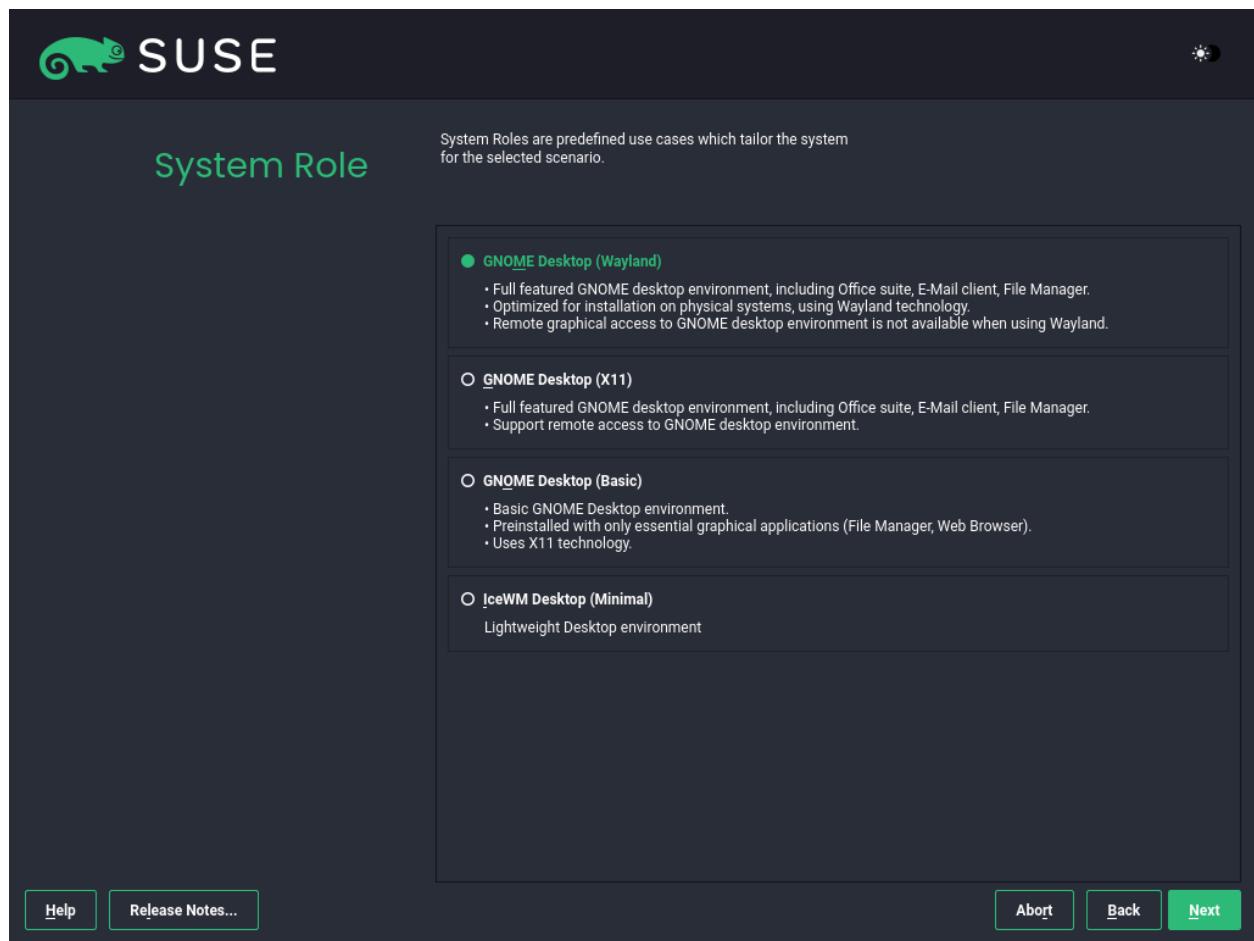 SUSE
System Role
System Roles are predefined use cases which tailor the system
for the selected scenario.
GNOME Desktop (Wayland)
• Full featured GNOME desktop environment, including Office suite, E-Mail client, File Manager.
• Optimized for installation on physical systems, using Wayland technology.
• Remote graphical access to GNOME desktop environment is not available when using Wayland.
GNOME Desktop (X11)
• Full featured GNOME desktop environment, including Office suite, E-Mail client, File Manager.
• Support remote access to GNOME desktop environment.
GNOME Desktop (Basic)
• Basic GNOME Desktop environment.
• Preinstalled with only essential graphical applications (File Manager, Web Browser).
• Uses X11 technology.
IceWM Desktop (Minimal)
Lightweight Desktop environment
Help Release Notes... Abort Back Next